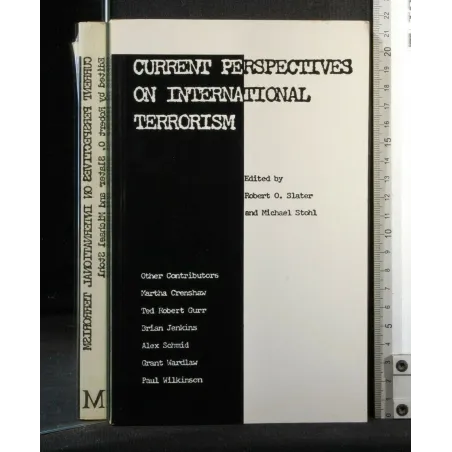 CURRENT PERSPECTIVES
ON INTERNATIONAL
TERRORISM
Edited by
Robert O. Slater
and Michael Stohl
Other Contributors
Martha Crenshaw
Ted Robert Gurr
Brian Jenkins
Alex Schmid
Grant Wardlaw
Paul Wilkinson
Edited by Robert O. Slater and Michael Stohl
CURRENT PERSPECTIVES ON INTERNATIONAL TERRORISM
M